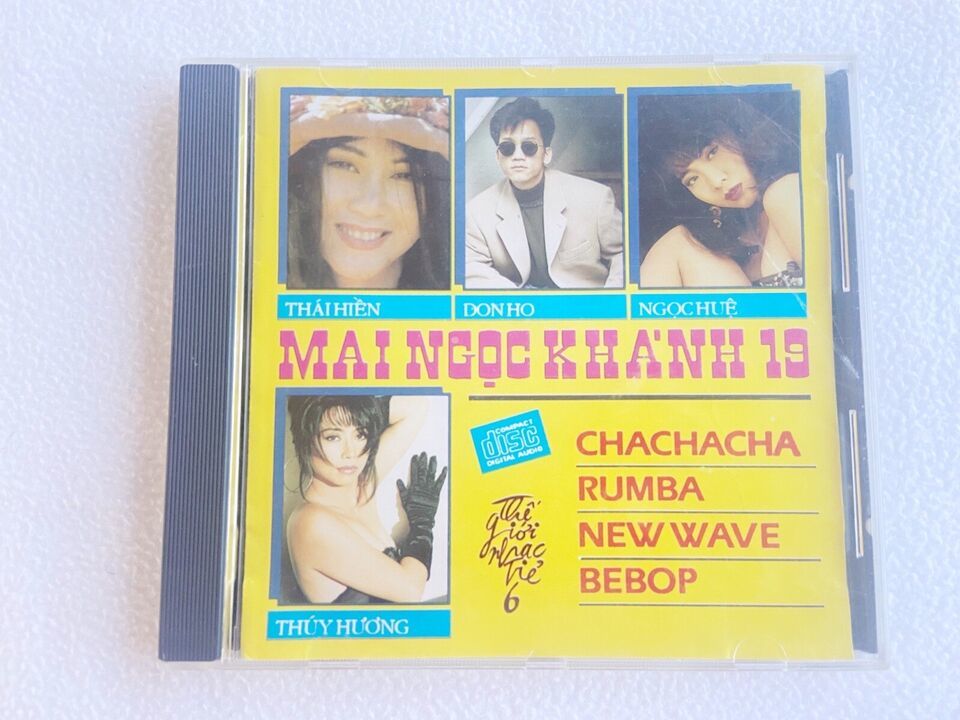 THÁI HIỀN
DON HO
NGỌC HUỆ
MAI NGỌC KHÁNH 19
COMPACT
disc
DIGITAL AUDIO
CHACHACHA
RUMBA
NEW WAVE
BEBOP
Thế
giới
nhạc
trẻ
6
THÚY HƯƠNG